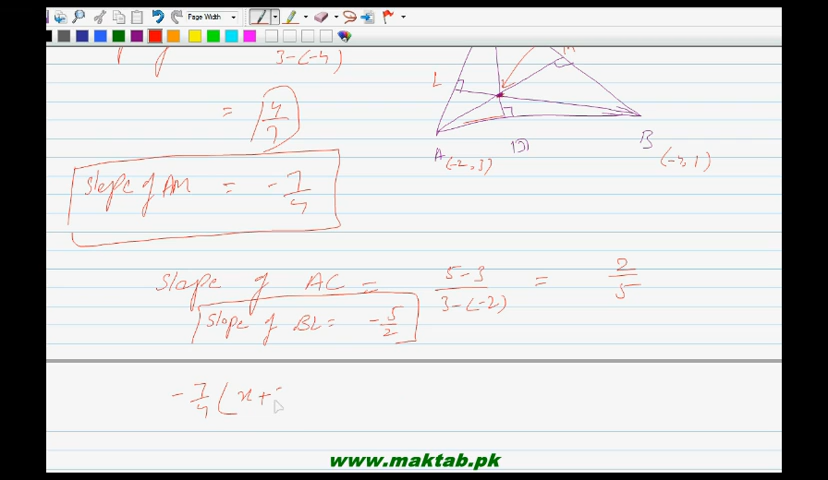 Page Width
3-(-4)
= 4/7
L
M
A (-2,3)
D
B (-4,1)
Slope of AM = -7/4
Slope of AC = 5-3/3-(-2) = 2/5
Slope of BL = -5/2
-7/4 (x+
www.maktab.pk